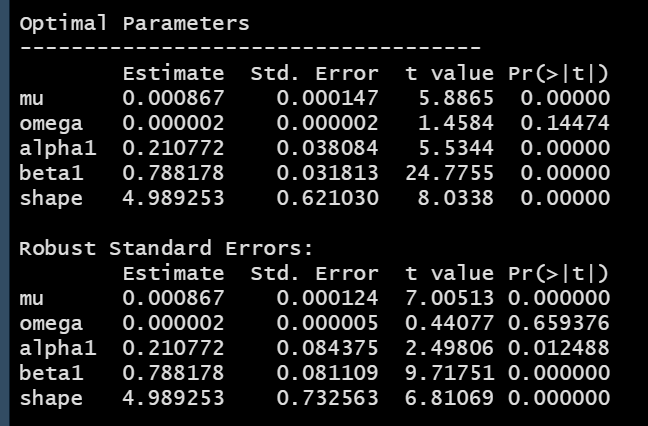 Optimal Parameters
------------------------------------
Estimate Std. Error t value Pr(>|t|)
mu 0.000867 0.000147 5.8865 0.00000
omega 0.000002 0.000002 1.4584 0.14474
alpha1 0.210772 0.038084 5.5344 0.00000
beta1 0.788178 0.031813 24.7755 0.00000
shape 4.989253 0.621030 8.0338 0.00000
Robust Standard Errors:
Estimate Std. Error t value Pr(>|t|)
mu 0.000867 0.000124 7.00513 0.000000
omega 0.000002 0.000005 0.44077 0.659376
alpha1 0.210772 0.084375 2.49806 0.012488
beta1 0.788178 0.081109 9.71751 0.000000
shape 4.989253 0.732563 6.81069 0.000000